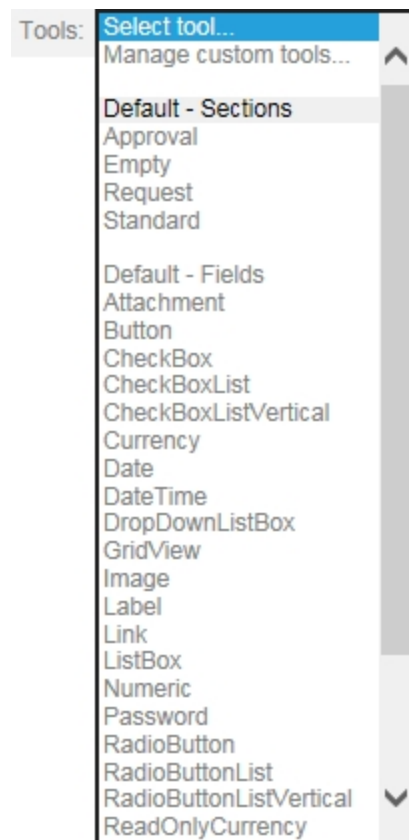 Tools:
Select tool...
Manage custom tools...
Default - Sections
Approval
Empty
Request
Standard
Default - Fields
Attachment
Button
CheckBox
CheckBoxList
CheckBoxListVertical
Currency
Date
DateTime
DropDownListBox
GridView
Image
Label
Link
ListBox
Numeric
Password
RadioButton
RadioButtonList
RadioButtonListVertical
ReadOnlyCurrency